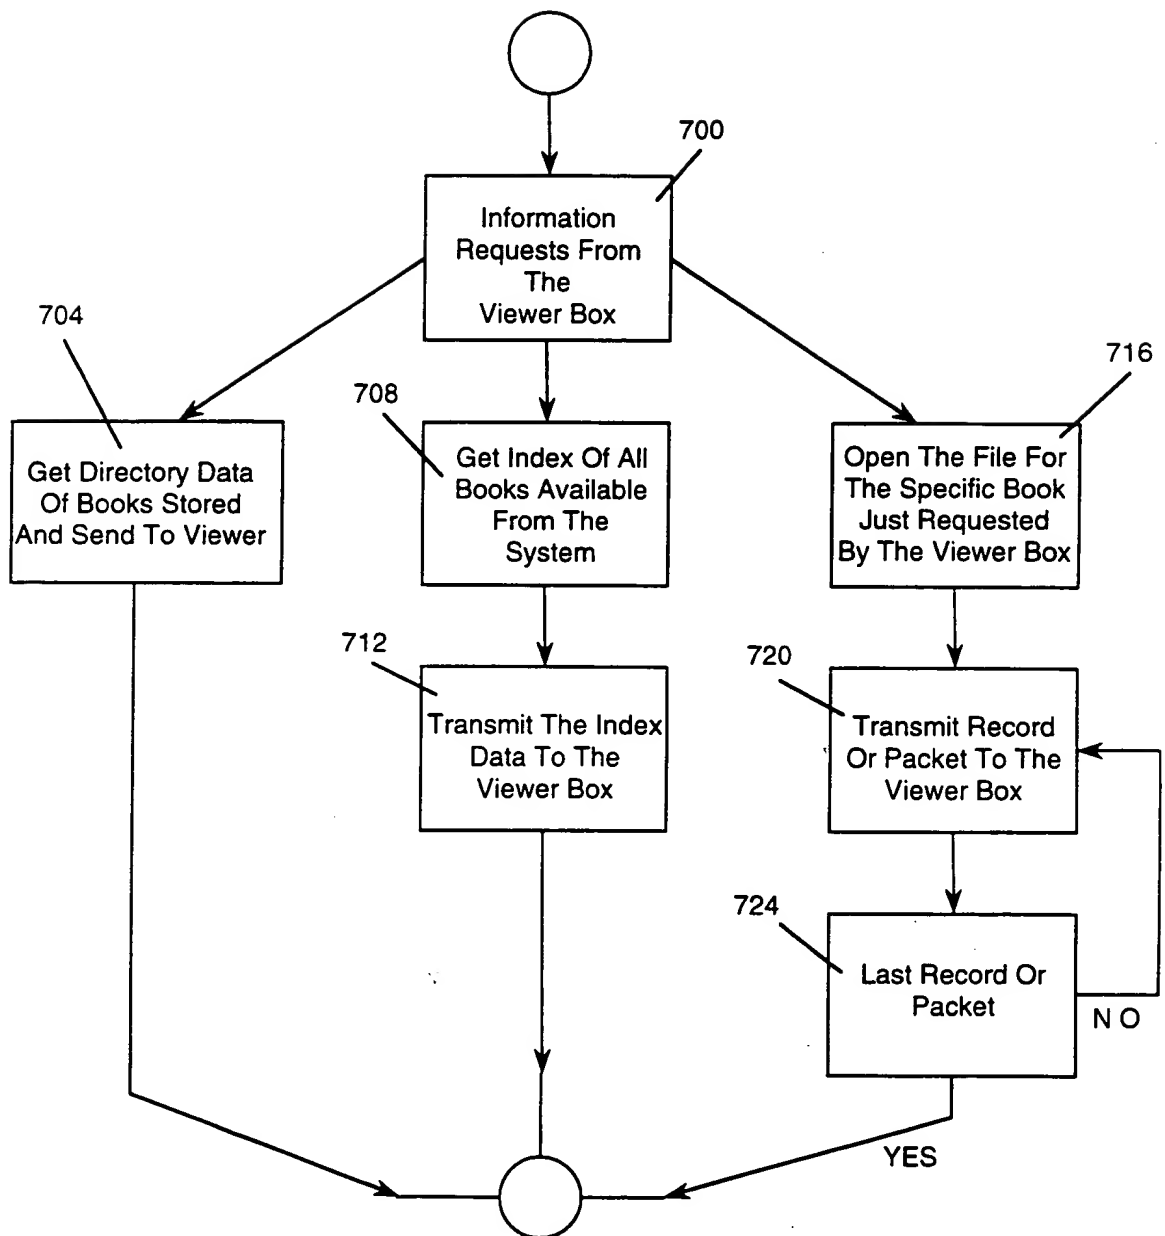 700
Information
Requests From
The
Viewer Box
704
Get Directory Data
Of Books Stored
And Send To Viewer
708
Get Index Of All
Books Available
From The
System
716
Open The File For
The Specific Book
Just Requested
By The Viewer Box
712
Transmit The Index
Data To The
Viewer Box
720
Transmit Record
Or Packet To The
Viewer Box
724
Last Record Or
Packet
N O
YES